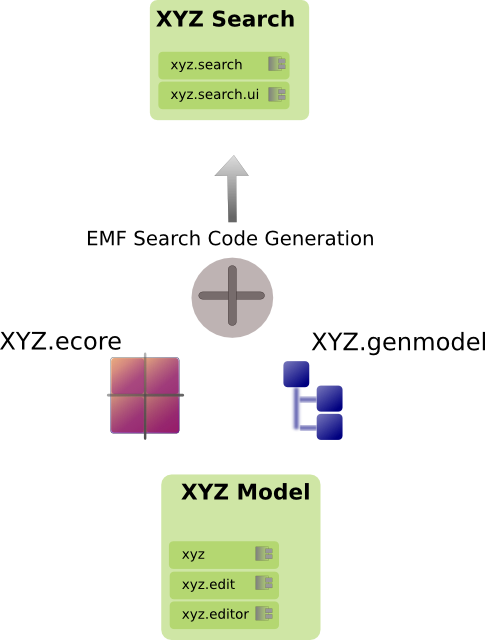 XYZ Search
xyz.search
xyz.search.ui
EMF Search Code Generation
XYZ.ecore
XYZ.genmodel
XYZ Model
xyz
xyz.edit
xyz.editor